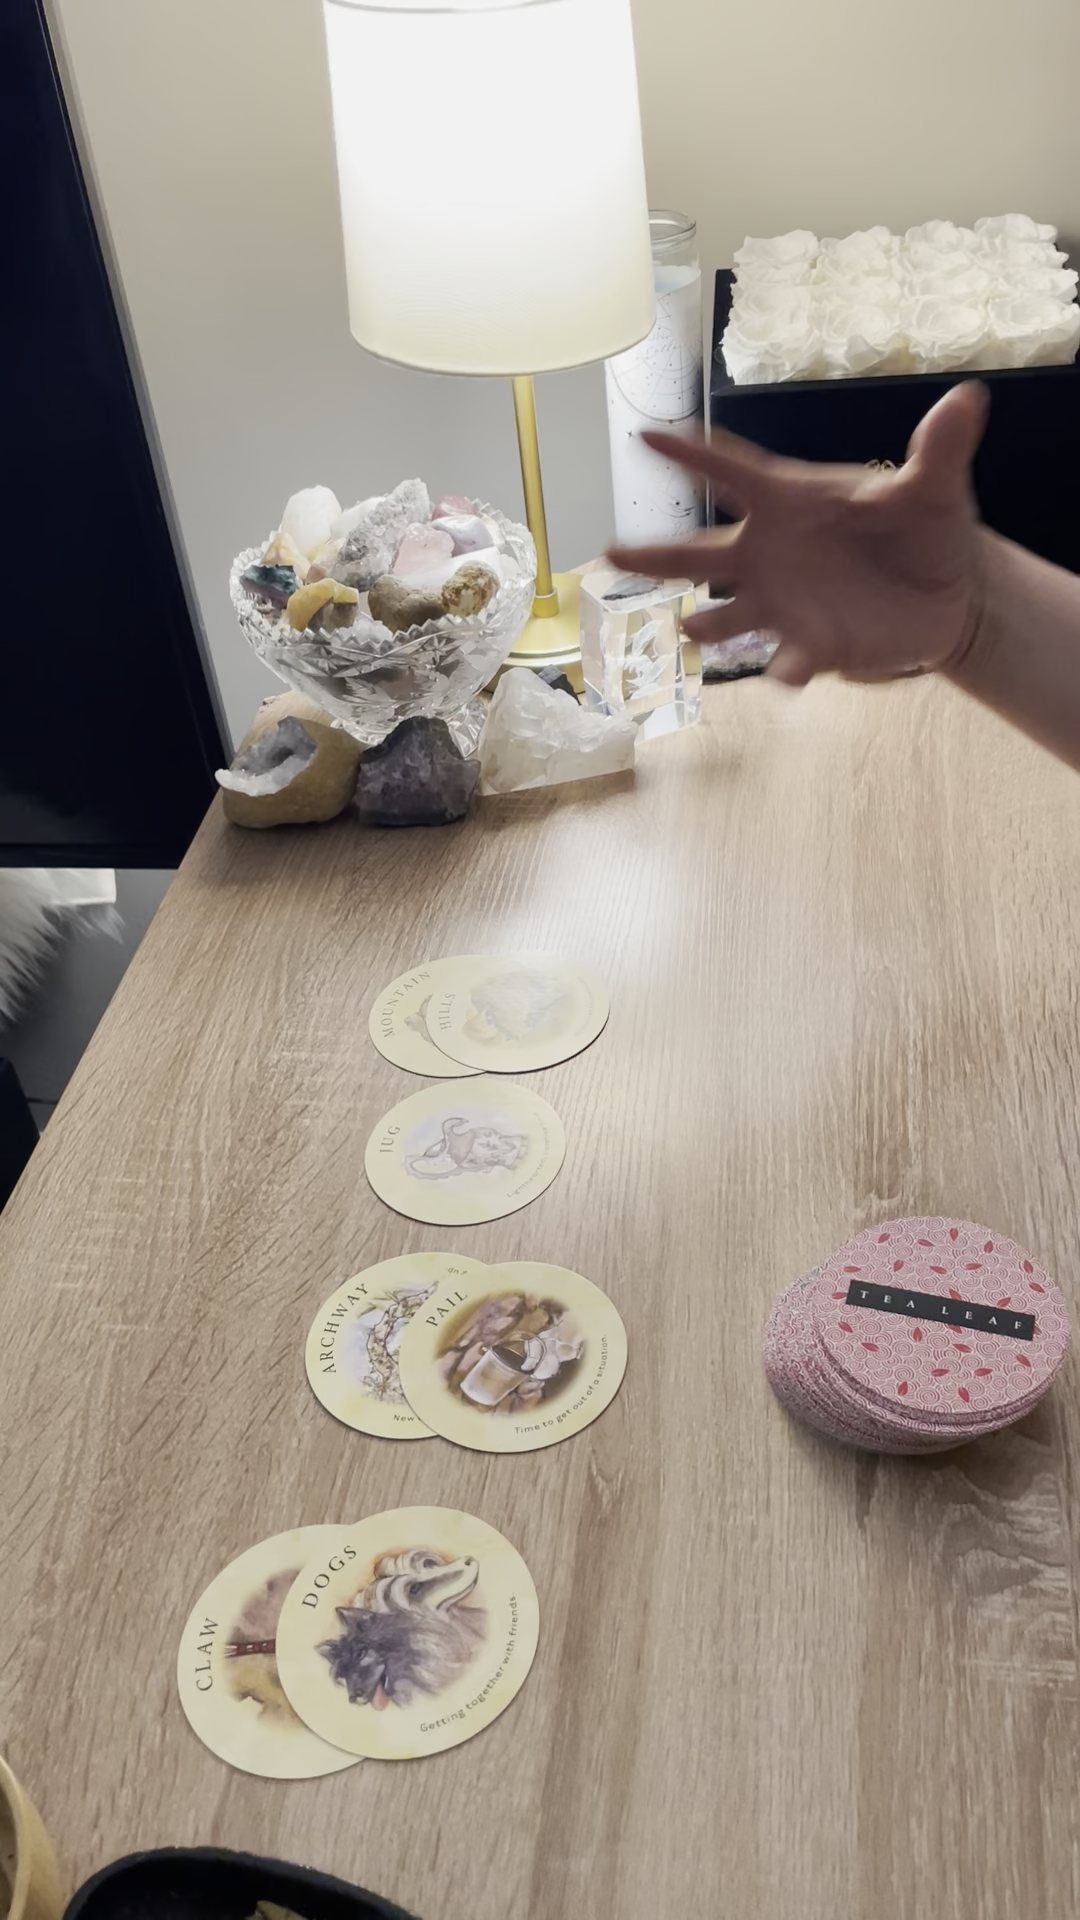 MOUNTAIN
HILLS
JUG
ARCHWAY
New
PAIL
Time to get out of a situation.
TEA LEAF
CLAW
DOGS
Getting together with friends.